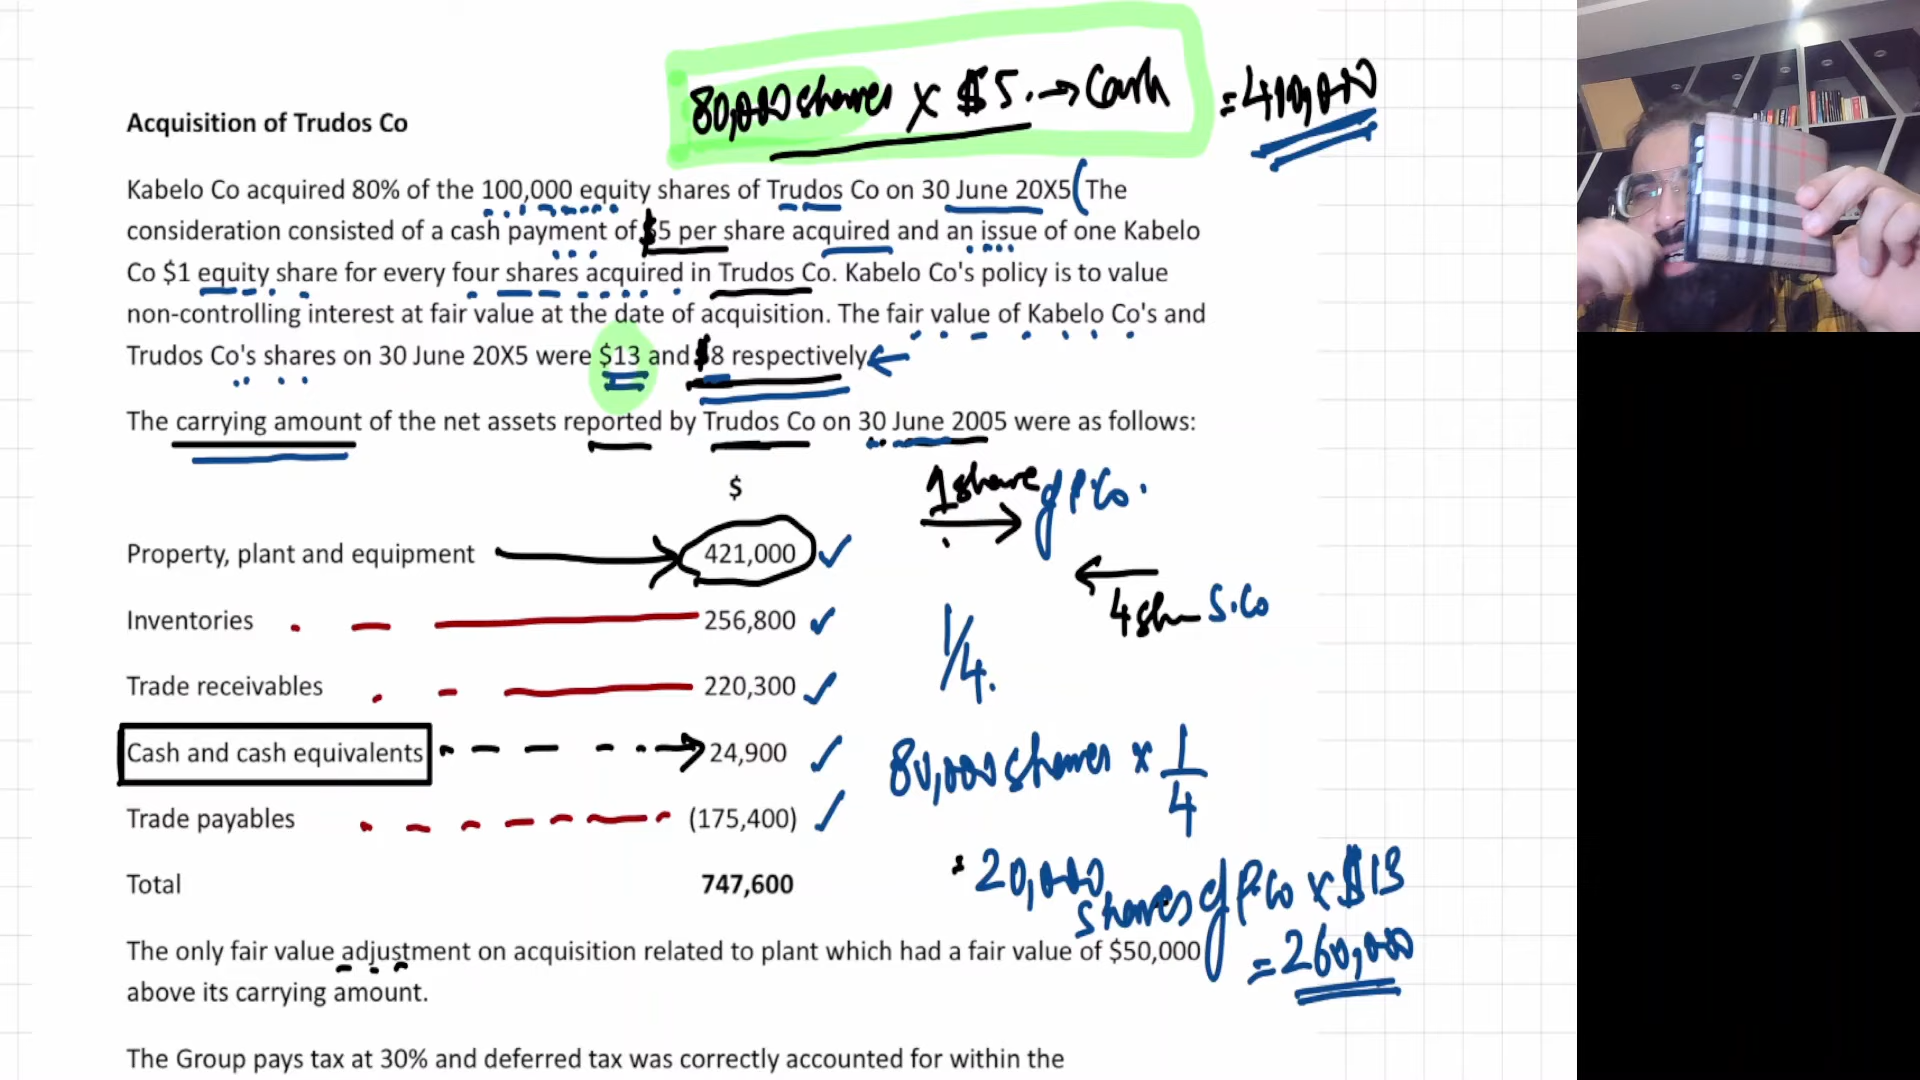 80,000 shares x $5. → Cash = 400,000
Acquisition of Trudos Co
Kabelo Co acquired 80% of the 100,000 equity shares of Trudos Co on 30 June 20X5 (The
consideration consisted of a cash payment of $5 per share acquired and an issue of one Kabelo
Co $1 equity share for every four shares acquired in Trudos Co. Kabelo Co's policy is to value
non-controlling interest at fair value at the date of acquisition. The fair value of Kabelo Co's and
Trudos Co's shares on 30 June 20X5 were $13 and $8 respectively
The carrying amount of the net assets reported by Trudos Co on 30 June 2005 were as follows:
$
1 share of P.Co.
Property, plant and equipment 421,000
4 sh S.Co
Inventories 256,800
1/4.
Trade receivables 220,300
Cash and cash equivalents 24,900
80,000 shares x 1/4
Trade payables (175,400)
= 20,000 shares of P.Co x $13
Total 747,600
= 260,000
The only fair value adjustment on acquisition related to plant which had a fair value of $50,000
above its carrying amount.
The Group pays tax at 30% and deferred tax was correctly accounted for within the